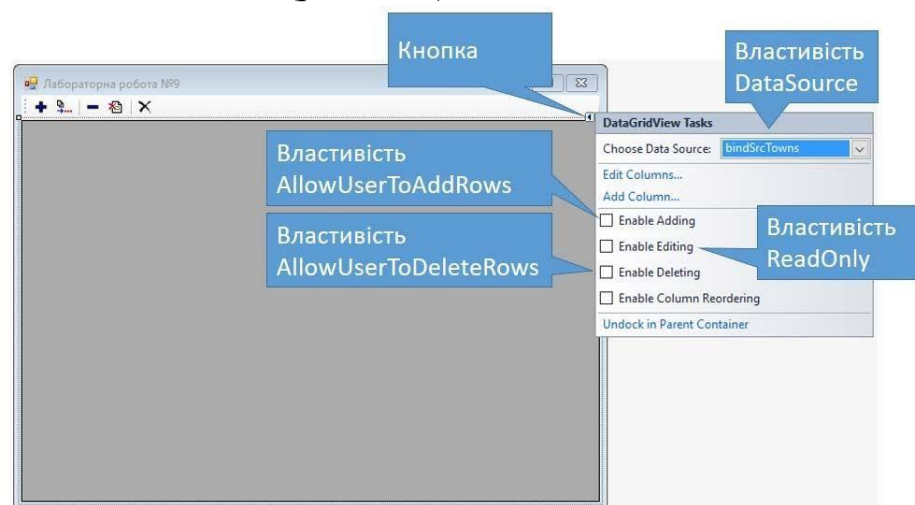 Кнопка
Властивість
DataSource
Лабораторна робота №9
DataGridView Tasks
Choose Data Source: bindSrcTowns
Edit Columns...
Add Column...
Властивість
AllowUserToAddRows
Enable Adding
Властивість
ReadOnly
Enable Editing
Властивість
AllowUserToDeleteRows
Enable Deleting
Enable Column Reordering
Undock in Parent Container